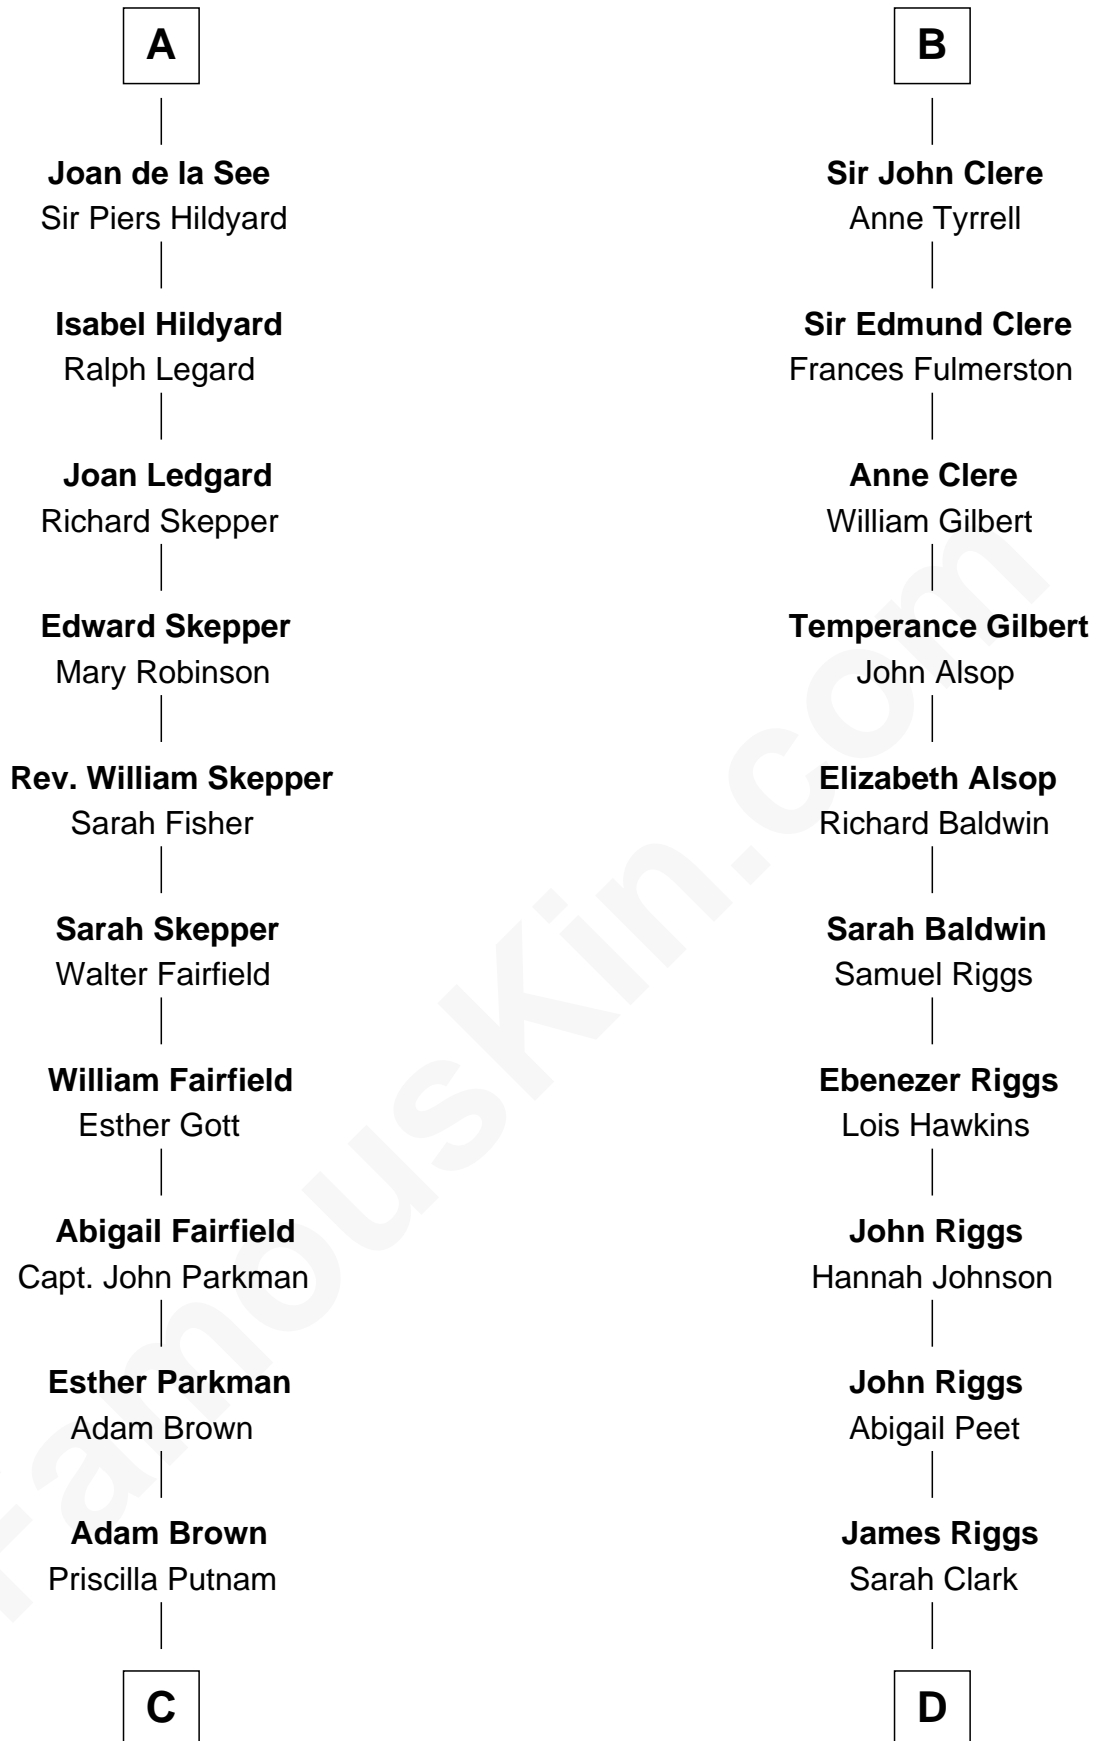 A
Joan de la See
Sir Piers Hildyard
Isabel Hildyard
Ralph Legard
Joan Ledgard
Richard Skepper
Edward Skepper
Mary Robinson
Rev. William Skepper
Sarah Fisher
Sarah Skepper
Walter Fairfield
William Fairfield
Esther Gott
Abigail Fairfield
Capt. John Parkman
Esther Parkman
Adam Brown
Adam Brown
Priscilla Putnam
C
B
Sir John Clere
Anne Tyrrell
Sir Edmund Clere
Frances Fulmerston
Anne Clere
William Gilbert
Temperance Gilbert
John Alsop
Elizabeth Alsop
Richard Baldwin
Sarah Baldwin
Samuel Riggs
Ebenezer Riggs
Lois Hawkins
John Riggs
Hannah Johnson
John Riggs
Abigail Peet
James Riggs
Sarah Clark
D
FamousKin.com